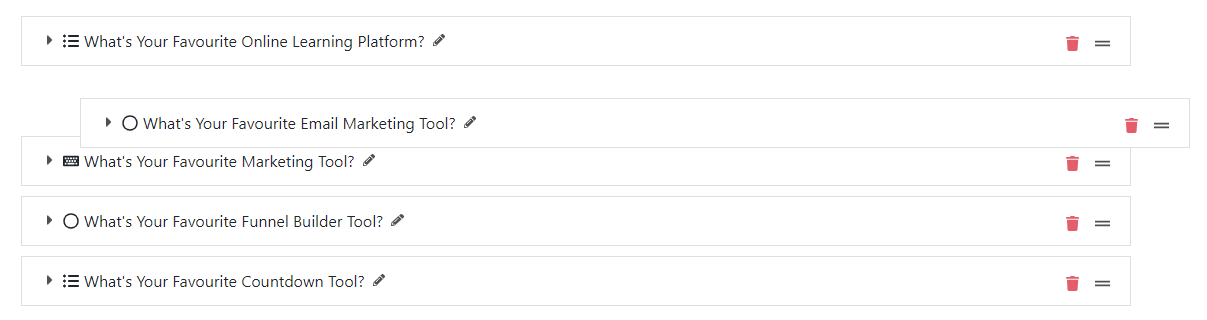 What's Your Favourite Online Learning Platform?
What's Your Favourite Email Marketing Tool?
What's Your Favourite Marketing Tool?
What's Your Favourite Funnel Builder Tool?
What's Your Favourite Countdown Tool?